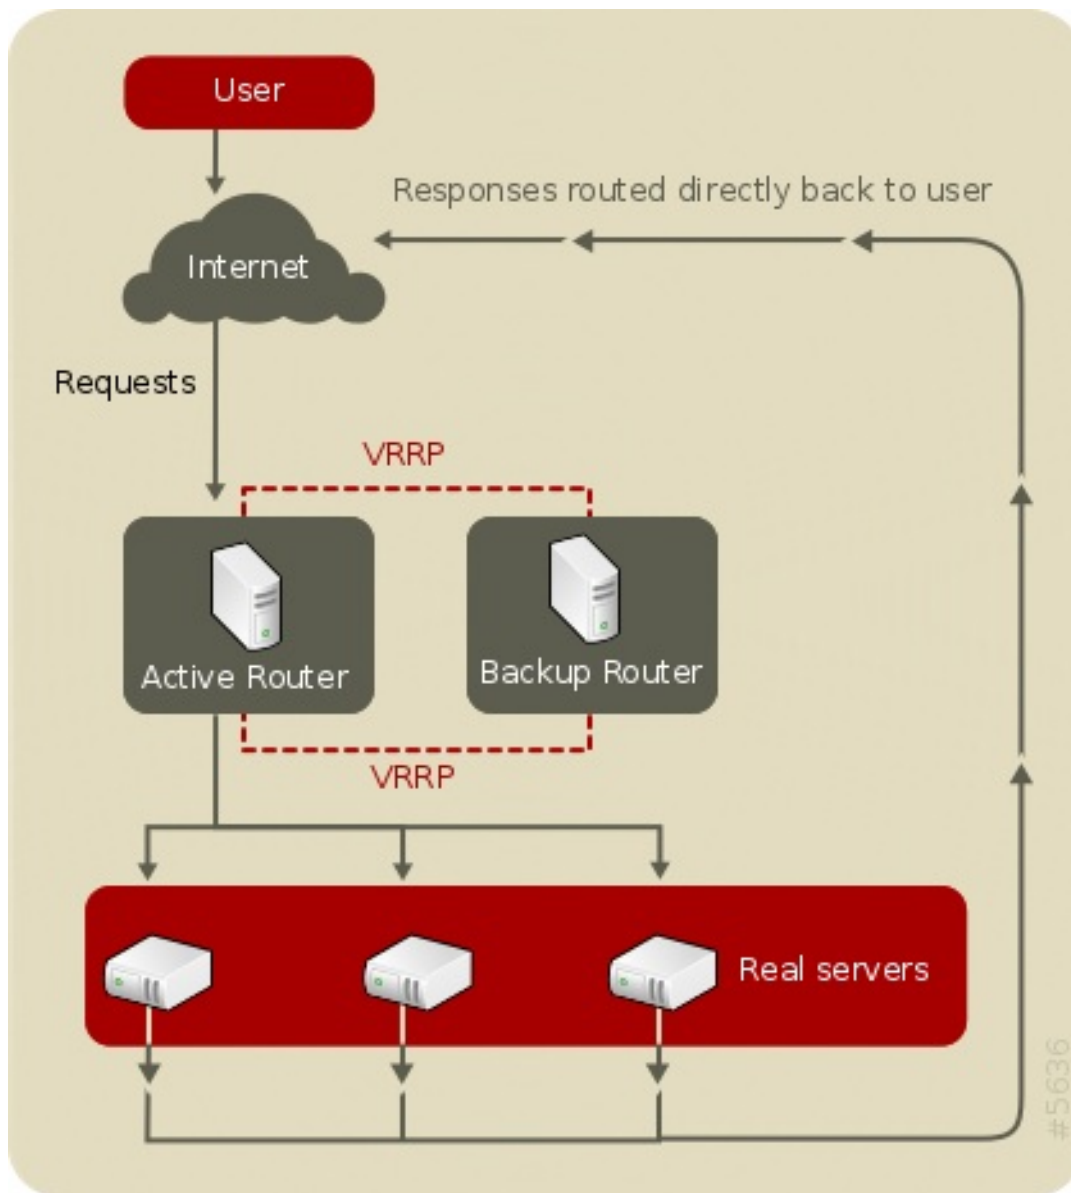 User
Responses routed directly back to user
Internet
Requests
VRRP
Active Router
Backup Router
VRRP
Real servers
#5636